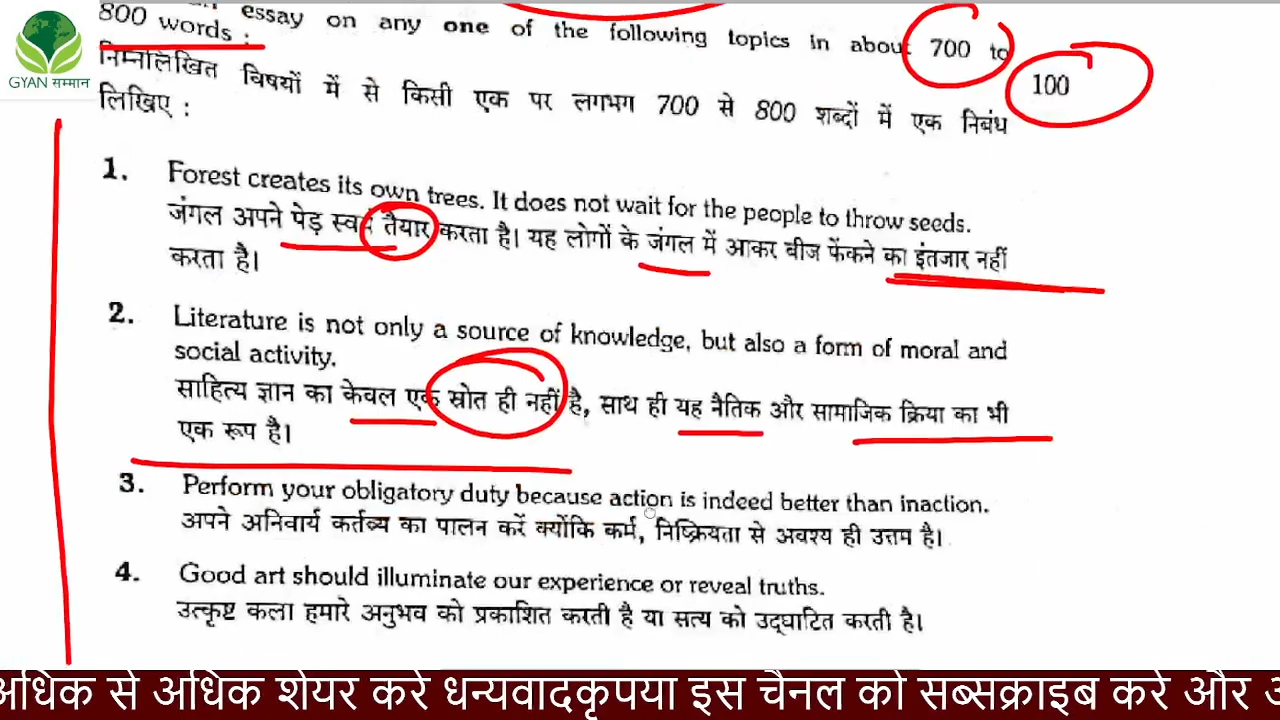 GYAN सम्मान
essay on any one of the following topics in about 700 to
800 words :
100
निम्नलिखित विषयों में से किसी एक पर लगभग 700 से 800 शब्दों में एक निबंध
लिखिए :
1. Forest creates its own trees. It does not wait for the people to throw seeds.
जंगल अपने पेड़ स्वयं तैयार करता है। यह लोगों के जंगल में आकर बीज फेंकने का इंतजार नहीं
करता है।
2. Literature is not only a source of knowledge, but also a form of moral and
social activity.
साहित्य ज्ञान का केवल एक स्रोत ही नहीं है, साथ ही यह नैतिक और सामाजिक क्रिया का भी
एक रूप है।
3. Perform your obligatory duty because action is indeed better than inaction.
अपने अनिवार्य कर्तव्य का पालन करें क्योंकि कर्म, निष्क्रियता से अवश्य ही उत्तम है।
4. Good art should illuminate our experience or reveal truths.
उत्कृष्ट कला हमारे अनुभव को प्रकाशित करती है या सत्य को उद्घाटित करती है।
अधिक से अधिक शेयर करे धन्यवादकृपया इस चैनल को सब्सक्राइब करे और